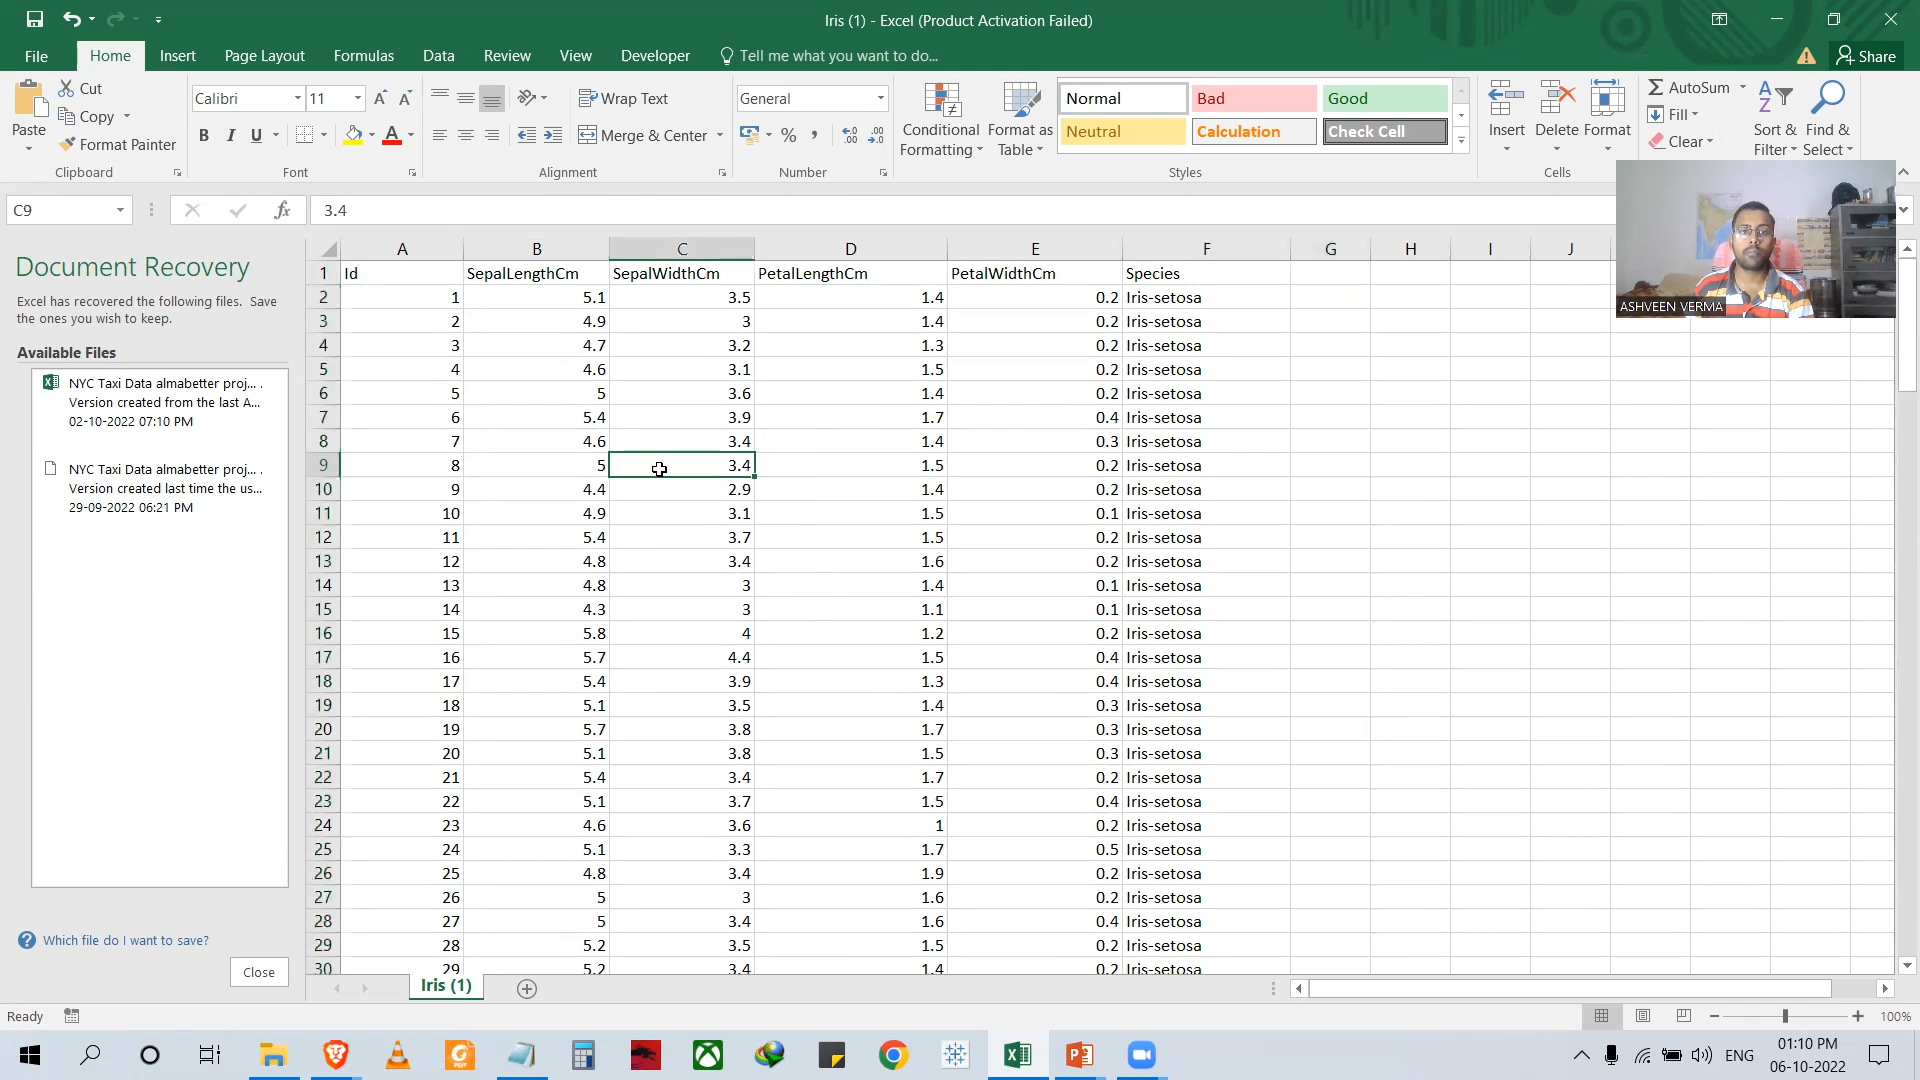 Iris (1) - Excel (Product Activation Failed)
File Home Insert Page Layout Formulas Data Review View Developer Tell me what you want to do... Share
Paste
Cut
Copy
Format Painter
Clipboard
Calibri 11
B I U
Font
Wrap Text
Merge & Center
Alignment
General
Number
Conditional Formatting
Format as Table
Normal Bad Good
Neutral Calculation Check Cell
Styles
Insert Delete Format
Cells
AutoSum
Fill
Clear
Sort & Filter
Find & Select
C9 fx 3.4
ASHVEEN VERMA
Document Recovery
Excel has recovered the following files. Save
the ones you wish to keep.
Available Files
NYC Taxi Data almabetter proj... .
Version created from the last A...
02-10-2022 07:10 PM
NYC Taxi Data almabetter proj... .
Version created last time the us...
29-09-2022 06:21 PM
Which file do I want to save?
Close
A B C D E F G H I J
1 Id SepalLengthCm SepalWidthCm PetalLengthCm PetalWidthCm Species
2 1 5.1 3.5 1.4 0.2 Iris-setosa
3 2 4.9 3 1.4 0.2 Iris-setosa
4 3 4.7 3.2 1.3 0.2 Iris-setosa
5 4 4.6 3.1 1.5 0.2 Iris-setosa
6 5 5 3.6 1.4 0.2 Iris-setosa
7 6 5.4 3.9 1.7 0.4 Iris-setosa
8 7 4.6 3.4 1.4 0.3 Iris-setosa
9 8 5 3.4 1.5 0.2 Iris-setosa
10 9 4.4 2.9 1.4 0.2 Iris-setosa
11 10 4.9 3.1 1.5 0.1 Iris-setosa
12 11 5.4 3.7 1.5 0.2 Iris-setosa
13 12 4.8 3.4 1.6 0.2 Iris-setosa
14 13 4.8 3 1.4 0.1 Iris-setosa
15 14 4.3 3 1.1 0.1 Iris-setosa
16 15 5.8 4 1.2 0.2 Iris-setosa
17 16 5.7 4.4 1.5 0.4 Iris-setosa
18 17 5.4 3.9 1.3 0.4 Iris-setosa
19 18 5.1 3.5 1.4 0.3 Iris-setosa
20 19 5.7 3.8 1.7 0.3 Iris-setosa
21 20 5.1 3.8 1.5 0.3 Iris-setosa
22 21 5.4 3.4 1.7 0.2 Iris-setosa
23 22 5.1 3.7 1.5 0.4 Iris-setosa
24 23 4.6 3.6 1 0.2 Iris-setosa
25 24 5.1 3.3 1.7 0.5 Iris-setosa
26 25 4.8 3.4 1.9 0.2 Iris-setosa
27 26 5 3 1.6 0.2 Iris-setosa
28 27 5 3.4 1.6 0.4 Iris-setosa
29 28 5.2 3.5 1.5 0.2 Iris-setosa
30 29 5.2 3.4 1.4 0.2 Iris-setosa
Iris (1)
Ready
100%
ENG
01:10 PM
06-10-2022